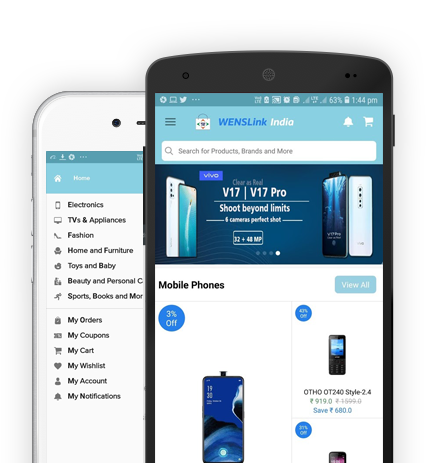 63% 1:44 pm
WENSLink India
Search for Products, Brands and More
Home
vivo
Clear as Real
V17 | V17 Pro
Shoot beyond limits
6 cameras perfect shot
32 + 48 MP
Electronics
TVs & Appliances
Fashion
Home and Furniture
Toys and Baby
Beauty and Personal C
Sports, Books and Mor
My Orders
My Coupons
My Cart
My Wishlist
My Account
My Notifications
Mobile Phones
View All
3%
Off
43%
Off
OTHO OT240 Style-2.4
₹ 919.0 ₹ 1599.0
Save ₹ 680.0
31%
Off